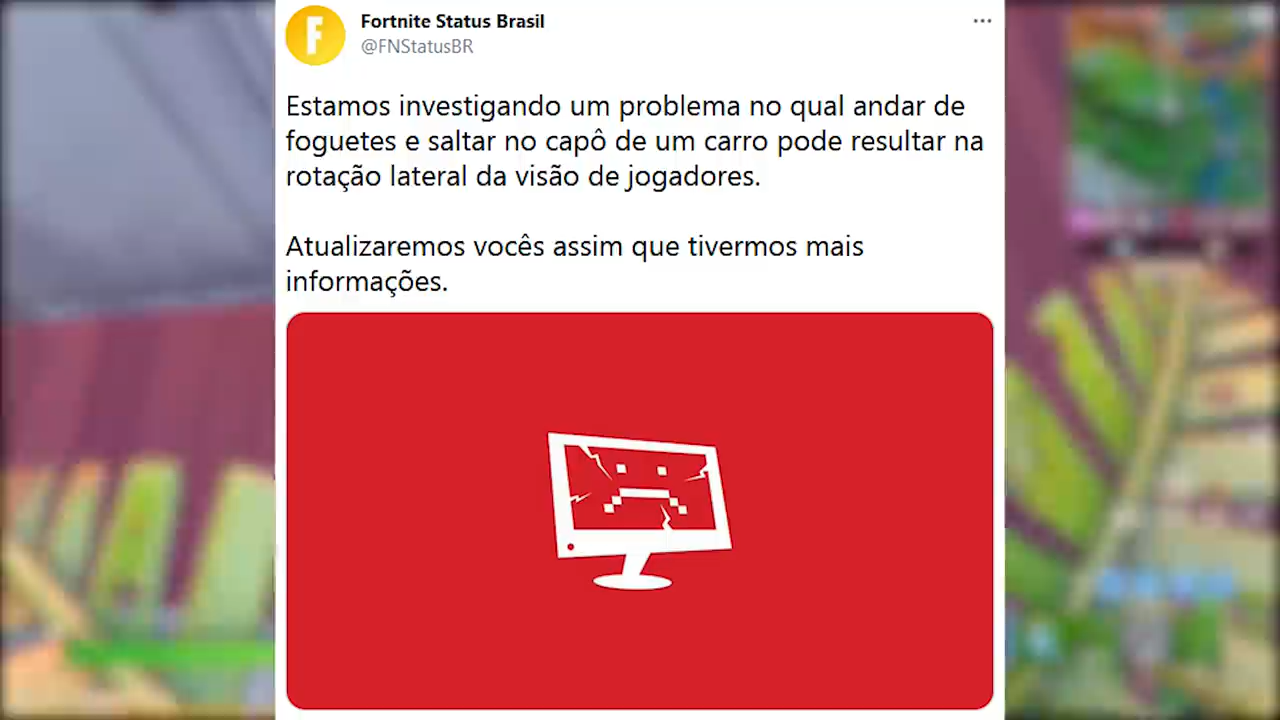 F
Fortnite Status Brasil
@FNStatusBR
Estamos investigando um problema no qual andar de
foguetes e saltar no capô de um carro pode resultar na
rotação lateral da visão de jogadores.
Atualizaremos vocês assim que tivermos mais
informações.